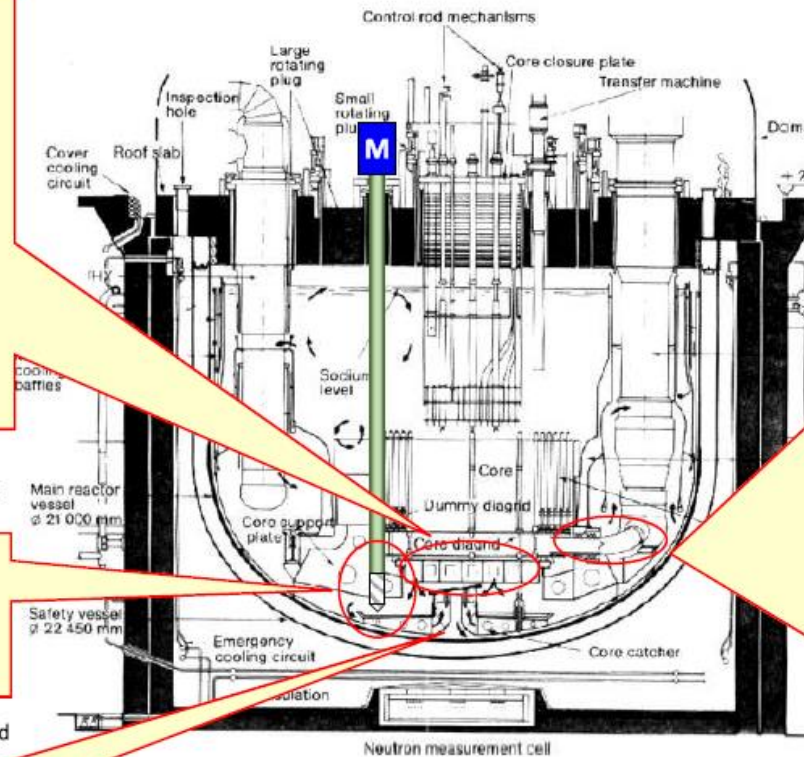 Control rod mechanisms
Large
rotating
plug
Core closure plate
Transfer machine
Inspection
hole
Small
rotating
M
Cover
cooling
circuit
Roof slab
Sodium
level
baffles
Core
Main reactor
vessel
ø 21 000 mm
Dummy diagrid
Core support
plate
Core diagrid
Safety vessel
ø 22 450 mm
Emergency
cooling circuit
Core catcher
Neutron measurement cell